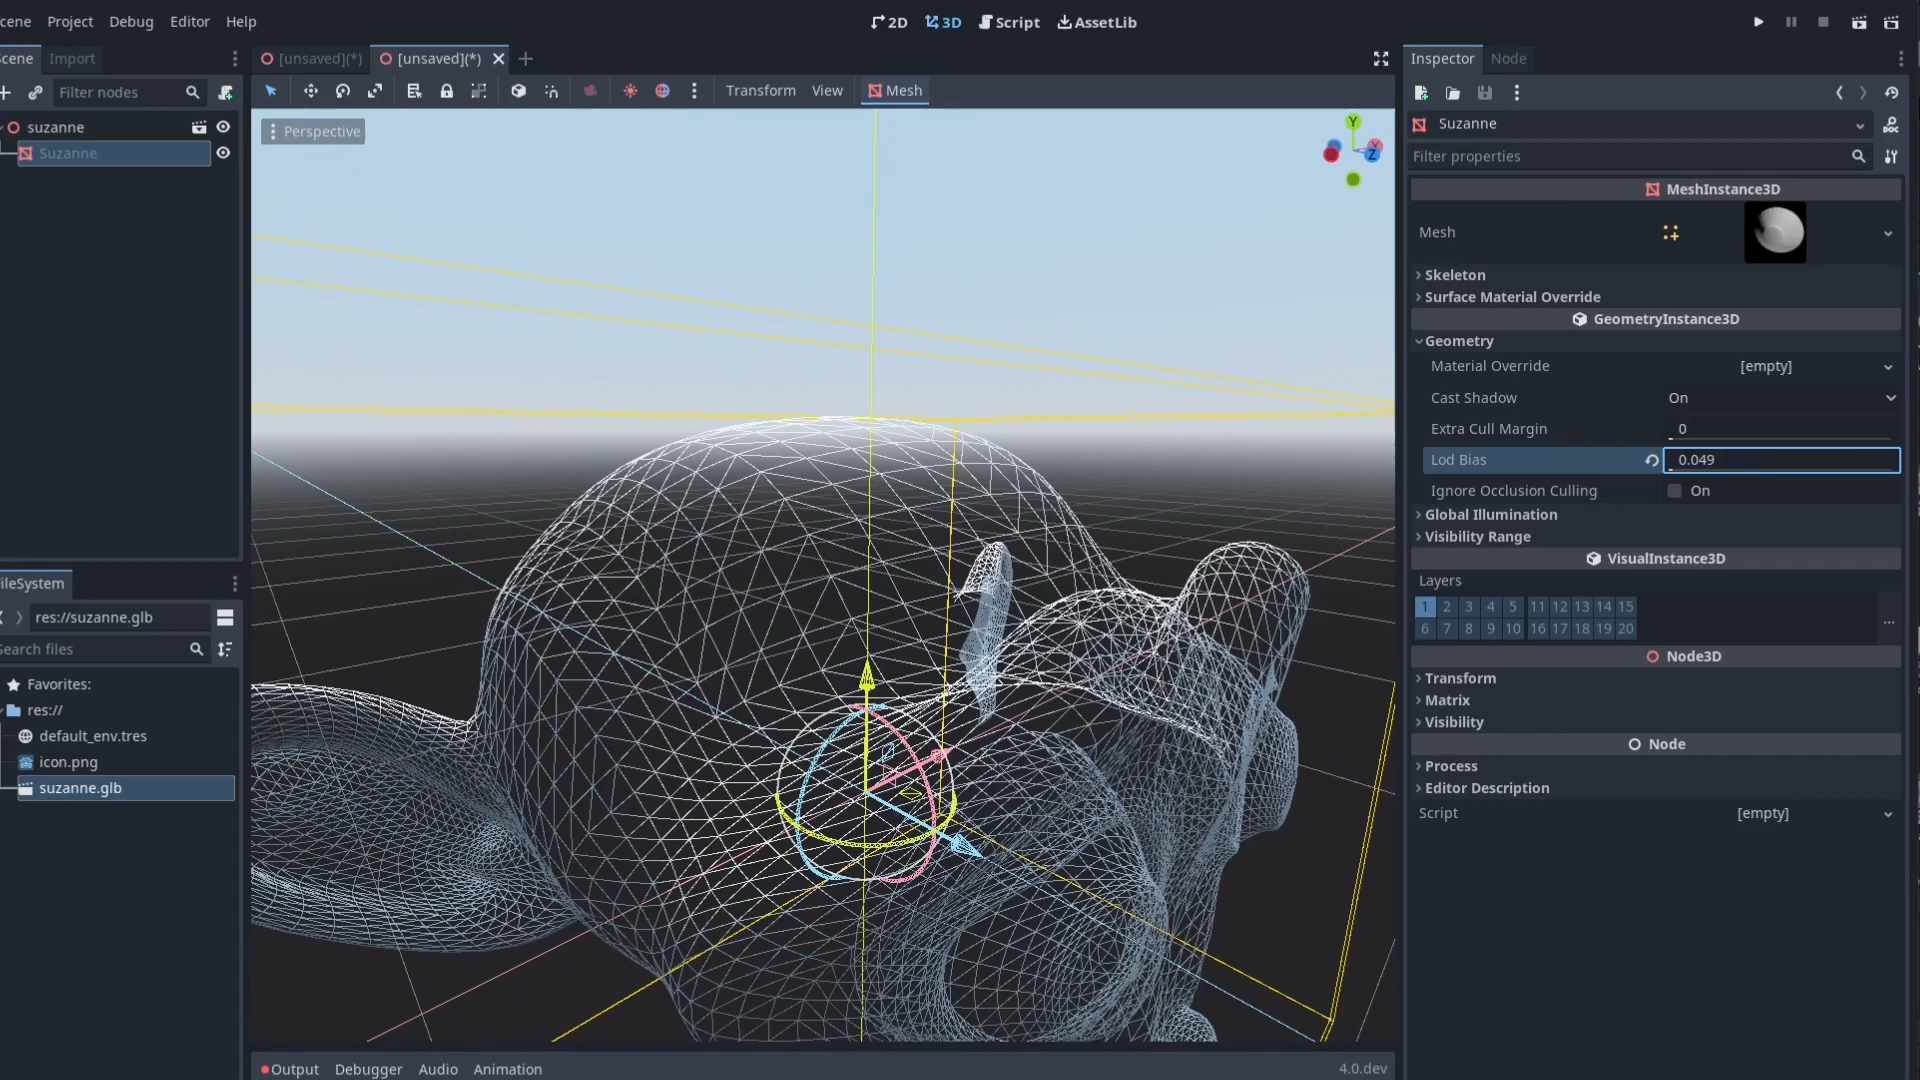 cene Project Debug Editor Help
2D 3D Script AssetLib
Scene Import
Filter nodes
suzanne
Suzanne
FileSystem
res://suzanne.glb
Search files
Favorites:
res://
default_env.tres
icon.png
suzanne.glb
[unsaved](*) [unsaved](*)
Transform View Mesh
Perspective
Y
X
Z
Output Debugger Audio Animation 4.0.dev
Inspector Node
Suzanne
Filter properties
MeshInstance3D
Mesh
Skeleton
Surface Material Override
GeometryInstance3D
Geometry
Material Override [empty]
Cast Shadow On
Extra Cull Margin 0
Lod Bias 0.049
Ignore Occlusion Culling On
Global Illumination
Visibility Range
VisualInstance3D
Layers
1 2 3 4 5 11 12 13 14 15
6 7 8 9 10 16 17 18 19 20
Node3D
Transform
Matrix
Visibility
Node
Process
Editor Description
Script [empty]